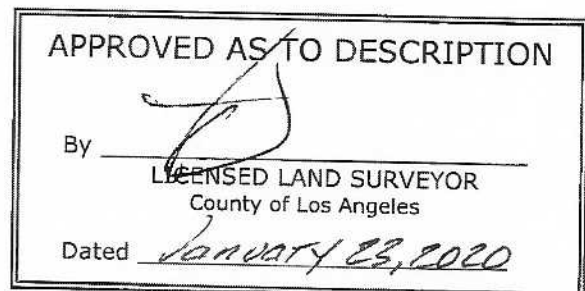 APPROVED AS TO DESCRIPTION
By
LICENSED LAND SURVEYOR
County of Los Angeles
Dated January 23, 2020